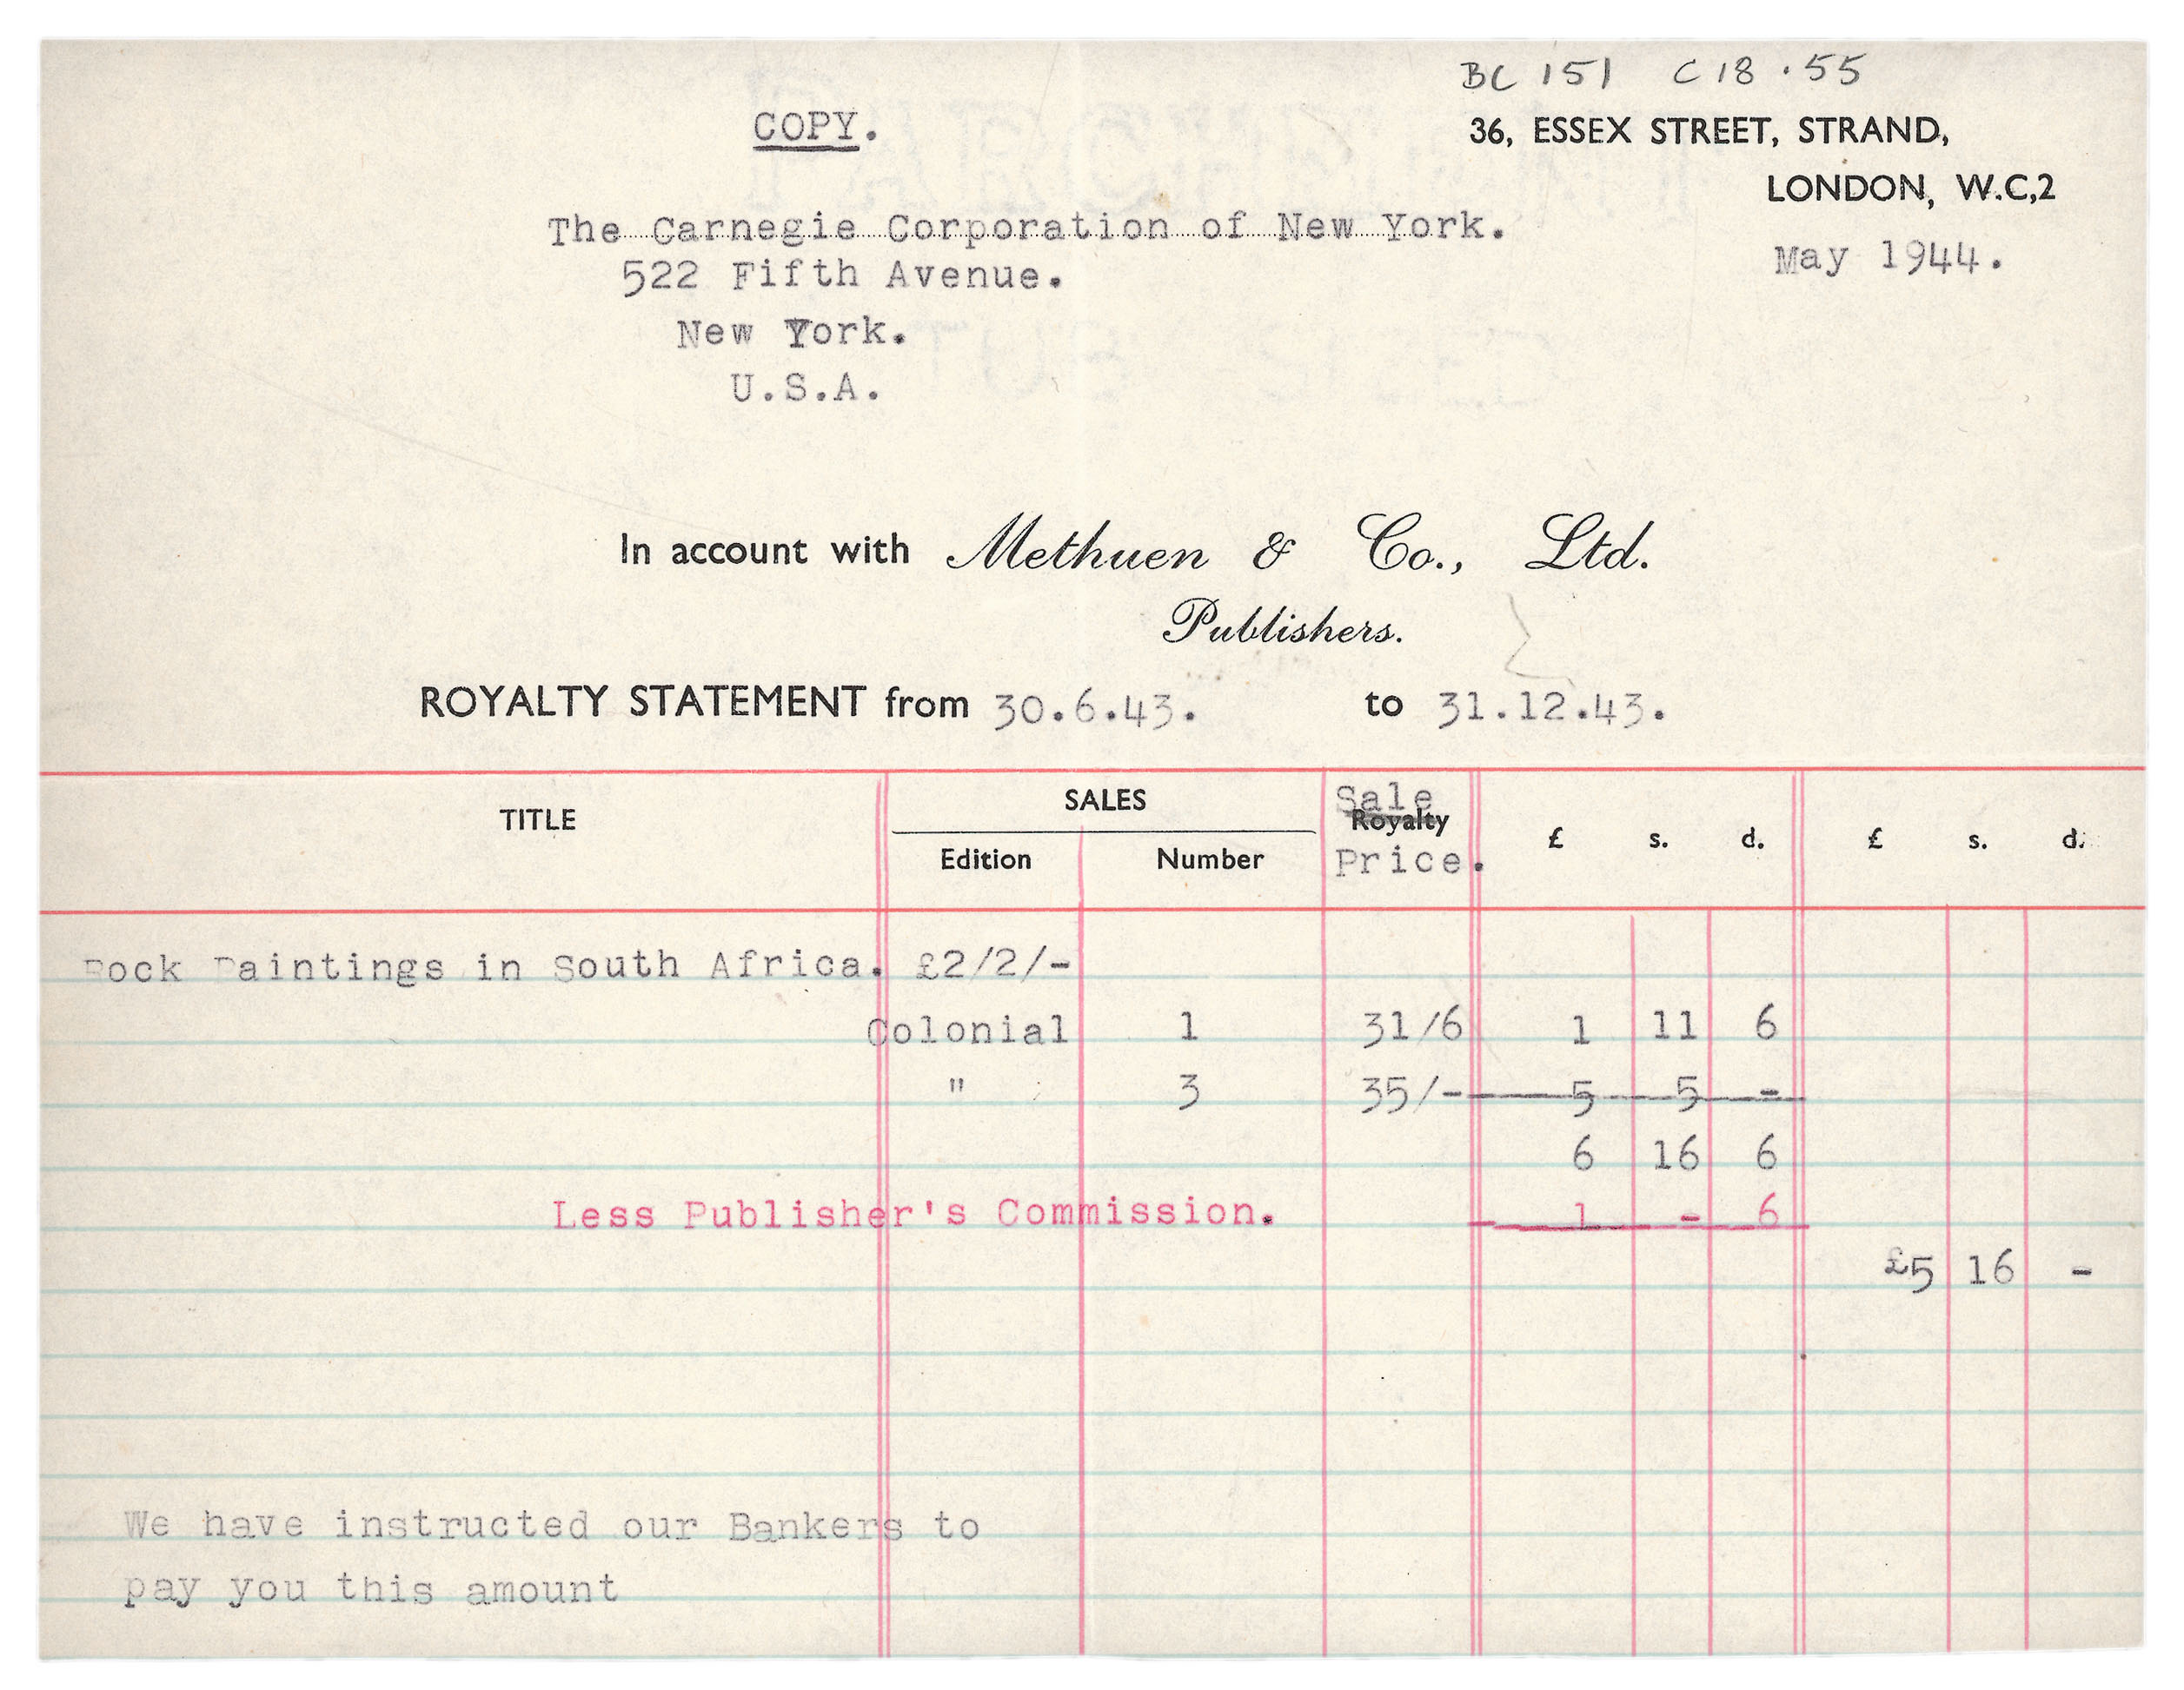 BC 151 C18.55
COPY.
36, ESSEX STREET, STRAND,
LONDON, W.C,2
The Carnegie Corporation of New York.
May 1944.
522 Fifth Avenue.
New York.
U.S.A.
In account with Methuen & Co., Ltd.
Publishers.
ROYALTY STATEMENT from 30.6.43. to 31.12.43.
TITLE SALES Sale £ s. d. £ s. d.
Royalty
Edition Number Price.
Rock Paintings in South Africa. £2/2/-
Colonial 1 31/6 1 11 6
" 3 35/- 5 5 -
6 16 6
Less Publisher's Commission. 1 - 6
£5 16 -
We have instructed our Bankers to
pay you this amount